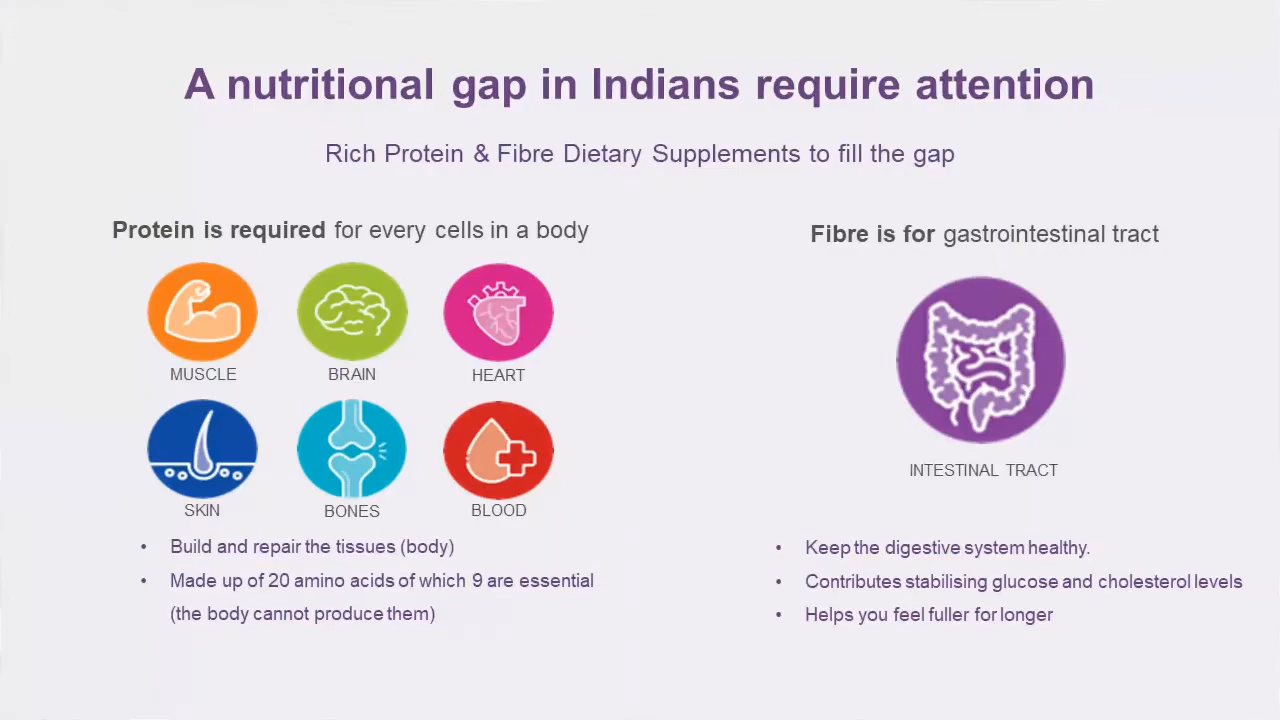 A nutritional gap in Indians require attention
Rich Protein & Fibre Dietary Supplements to fill the gap
Protein is required for every cells in a body
MUSCLE
BRAIN
HEART
SKIN
BONES
BLOOD
• Build and repair the tissues (body)
• Made up of 20 amino acids of which 9 are essential
(the body cannot produce them)
Fibre is for gastrointestinal tract
INTESTINAL TRACT
• Keep the digestive system healthy.
• Contributes stabilising glucose and cholesterol levels
• Helps you feel fuller for longer